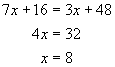 7x + 16 = 3x + 48
4x = 32
x = 8